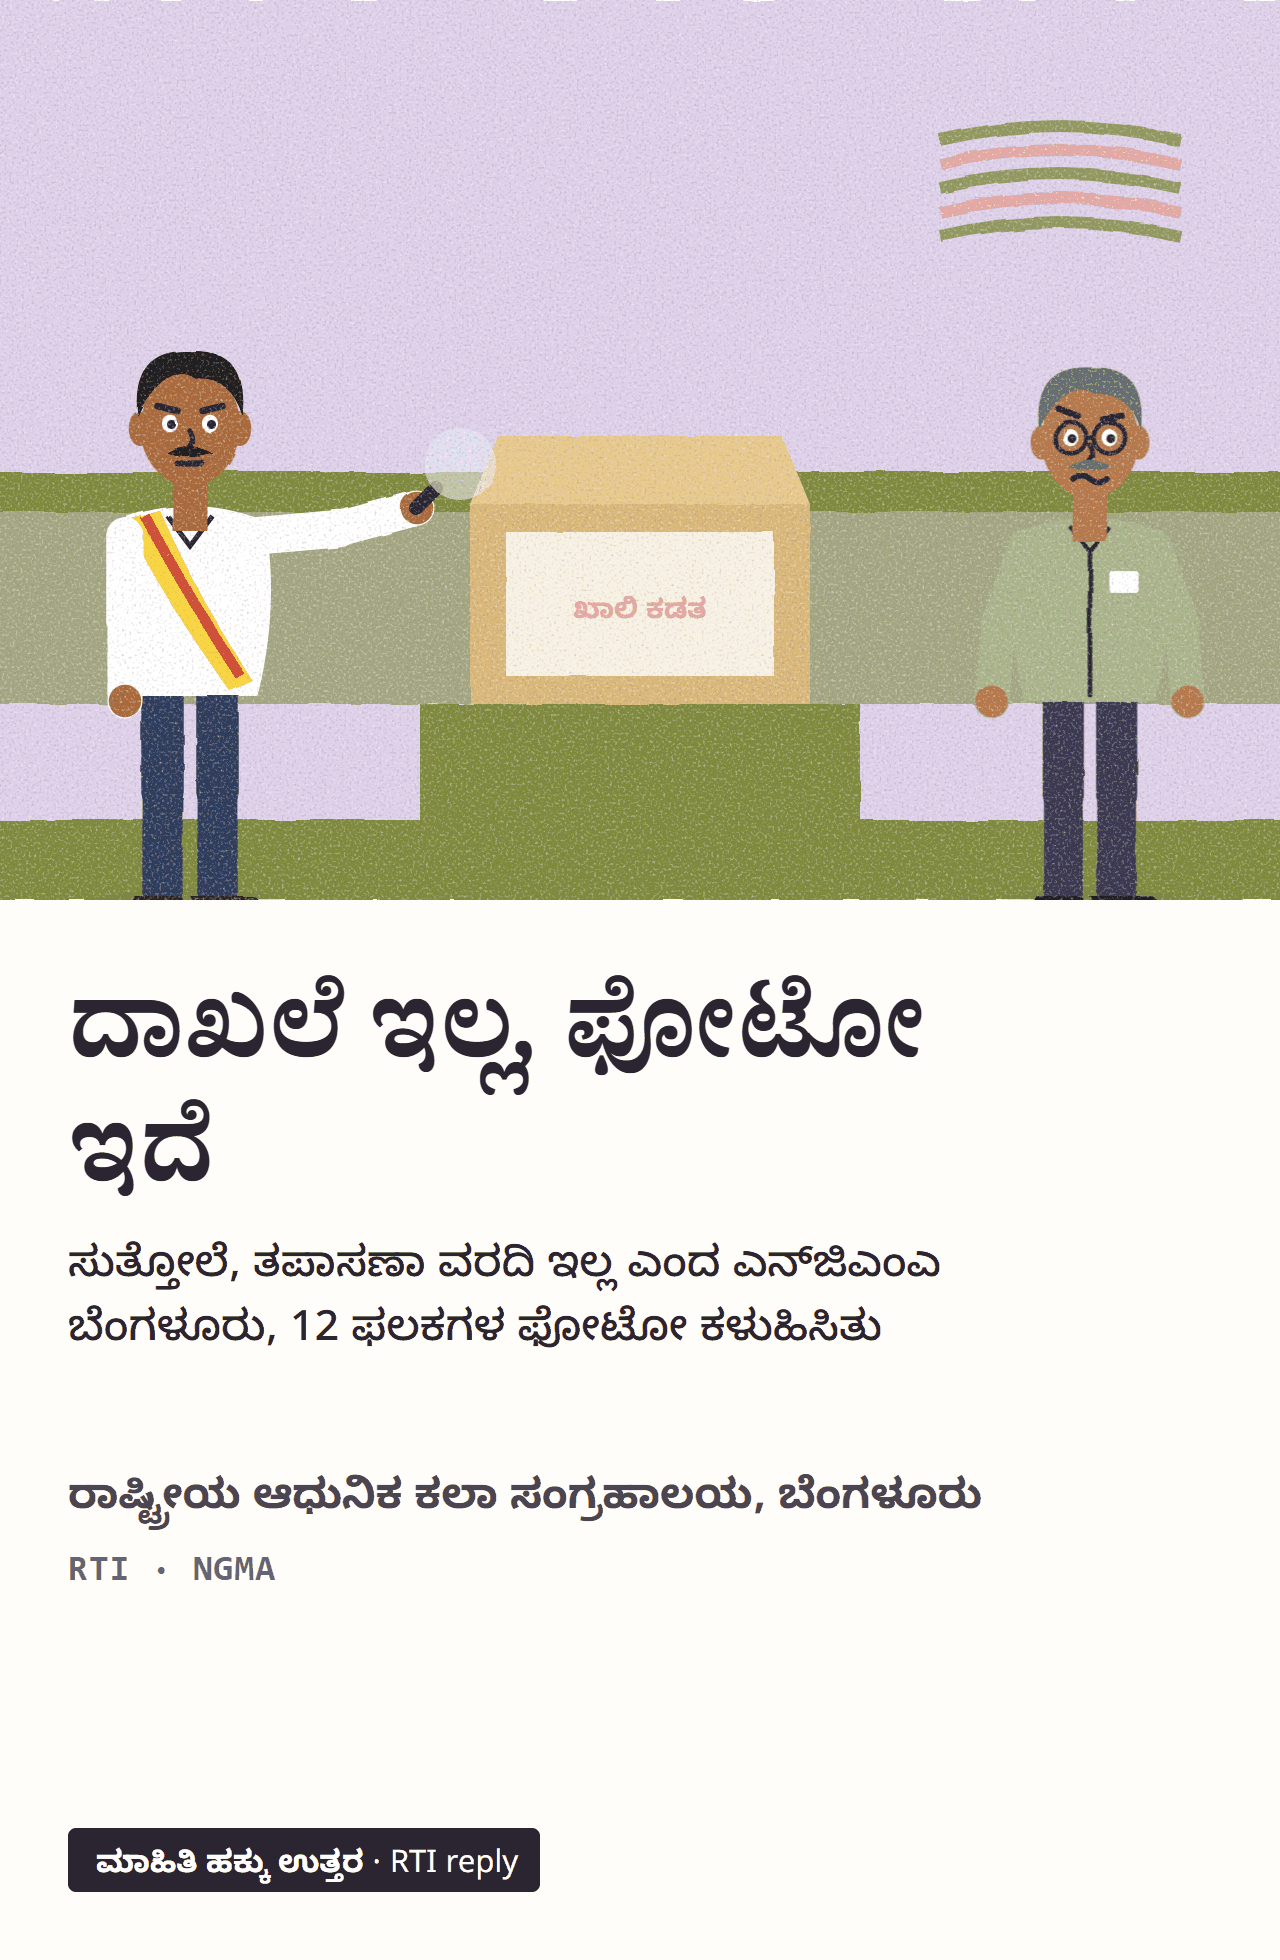 ಖಾಲಿ ಕಡತ
ದಾಖಲೆ ಇಲ್ಲ, ಫೋಟೋ
ಇದೆ
ಸುತ್ತೋಲೆ, ತಪಾಸಣಾ ವರದಿ ಇಲ್ಲ ಎಂದ ಎನ್‌ಜಿಎಂಎ
ಬೆಂಗಳೂರು, 12 ಫಲಕಗಳ ಫೋಟೋ ಕಳುಹಿಸಿತು
ರಾಷ್ಟ್ರೀಯ ಆಧುನಿಕ ಕಲಾ ಸಂಗ್ರಹಾಲಯ, ಬೆಂಗಳೂರು
RTI · NGMA
ಮಾಹಿತಿ ಹಕ್ಕು ಉತ್ತರ · RTI reply